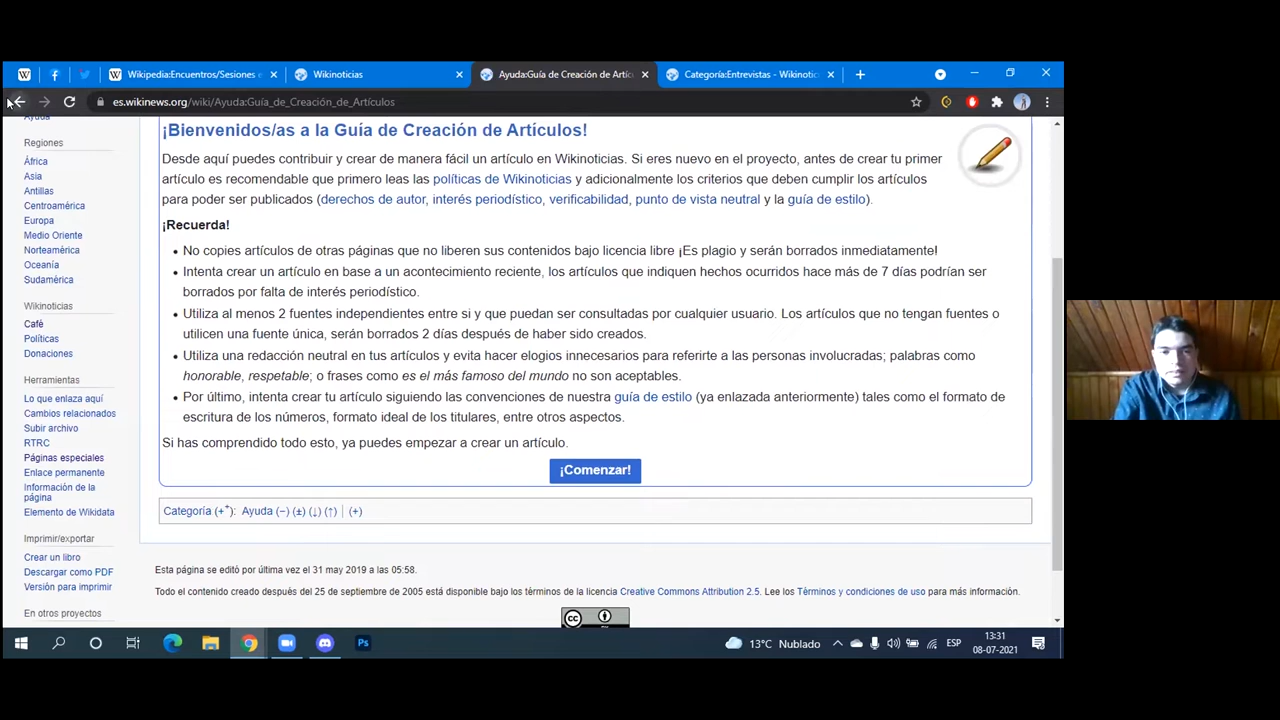 Wikipedia:Encuentros/Sesiones e
Wikinoticias
Ayuda:Guía de Creación de Artíc
Categoría:Entrevistas - Wikinotic
es.wikinews.org/wiki/Ayuda:Guía_de_Creación_de_Artículos
Ayuda
Regiones
África
Asia
Antillas
Centroamérica
Europa
Medio Oriente
Norteamérica
Oceanía
Sudamérica
Wikinoticias
Café
Políticas
Donaciones
Herramientas
Lo que enlaza aquí
Cambios relacionados
Subir archivo
RTRC
Páginas especiales
Enlace permanente
Información de la
página
Elemento de Wikidata
Imprimir/exportar
Crear un libro
Descargar como PDF
Versión para imprimir
En otros proyectos
¡Bienvenidos/as a la Guía de Creación de Artículos!
Desde aquí puedes contribuir y crear de manera fácil un artículo en Wikinoticias. Si eres nuevo en el proyecto, antes de crear tu primer
artículo es recomendable que primero leas las políticas de Wikinoticias y adicionalmente los criterios que deben cumplir los artículos
para poder ser publicados (derechos de autor, interés periodístico, verificabilidad, punto de vista neutral y la guía de estilo).
¡Recuerda!
• No copies artículos de otras páginas que no liberen sus contenidos bajo licencia libre ¡Es plagio y serán borrados inmediatamente!
• Intenta crear un artículo en base a un acontecimiento reciente, los artículos que indiquen hechos ocurridos hace más de 7 días podrían ser
borrados por falta de interés periodístico.
• Utiliza al menos 2 fuentes independientes entre si y que puedan ser consultadas por cualquier usuario. Los artículos que no tengan fuentes o
utilicen una fuente única, serán borrados 2 días después de haber sido creados.
• Utiliza una redacción neutral en tus artículos y evita hacer elogios innecesarios para referirte a las personas involucradas; palabras como
honorable, respetable; o frases como es el más famoso del mundo no son aceptables.
• Por último, intenta crear tu artículo siguiendo las convenciones de nuestra guía de estilo (ya enlazada anteriormente) tales como el formato de
escritura de los números, formato ideal de los titulares, entre otros aspectos.
Si has comprendido todo esto, ya puedes empezar a crear un artículo.
¡Comenzar!
Categoría (+⁺): Ayuda (−) (±) (↓) (↑) | (+)
Esta página se editó por última vez el 31 may 2019 a las 05:58.
Todo el contenido creado después del 25 de septiembre de 2005 está disponible bajo los términos de la licencia Creative Commons Attribution 2.5. Lee los Términos y condiciones de uso para más información.
cc
13°C Nublado
ESP
13:31
08-07-2021